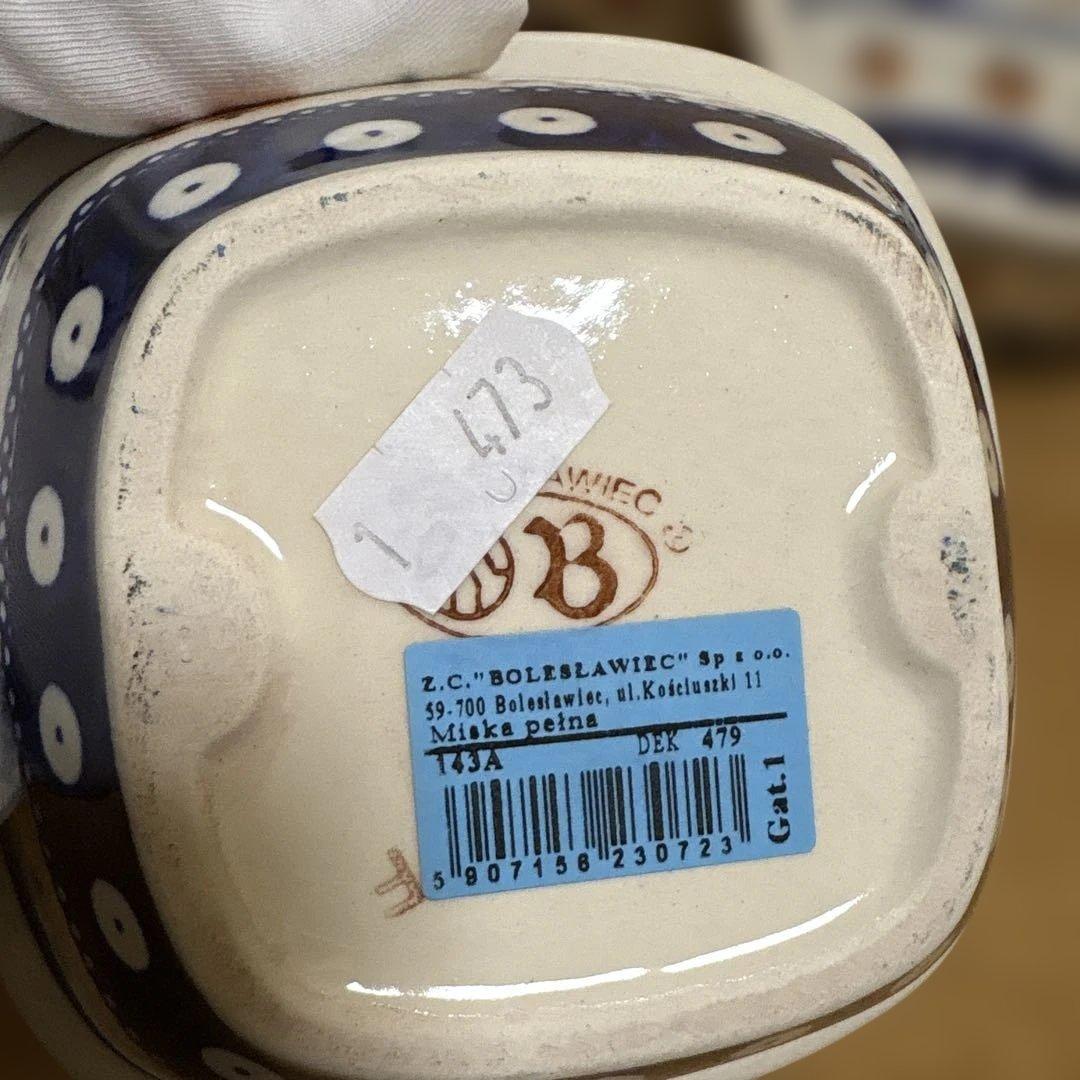 473
1
AWIEC
B
Z.C."BOLESŁAWIEC" Sp z o.o.
59-700 Bolesławiec, ul.Kościuszki 11
Miska pełna
143A DEK 479
Gat.1
5 907156 230723